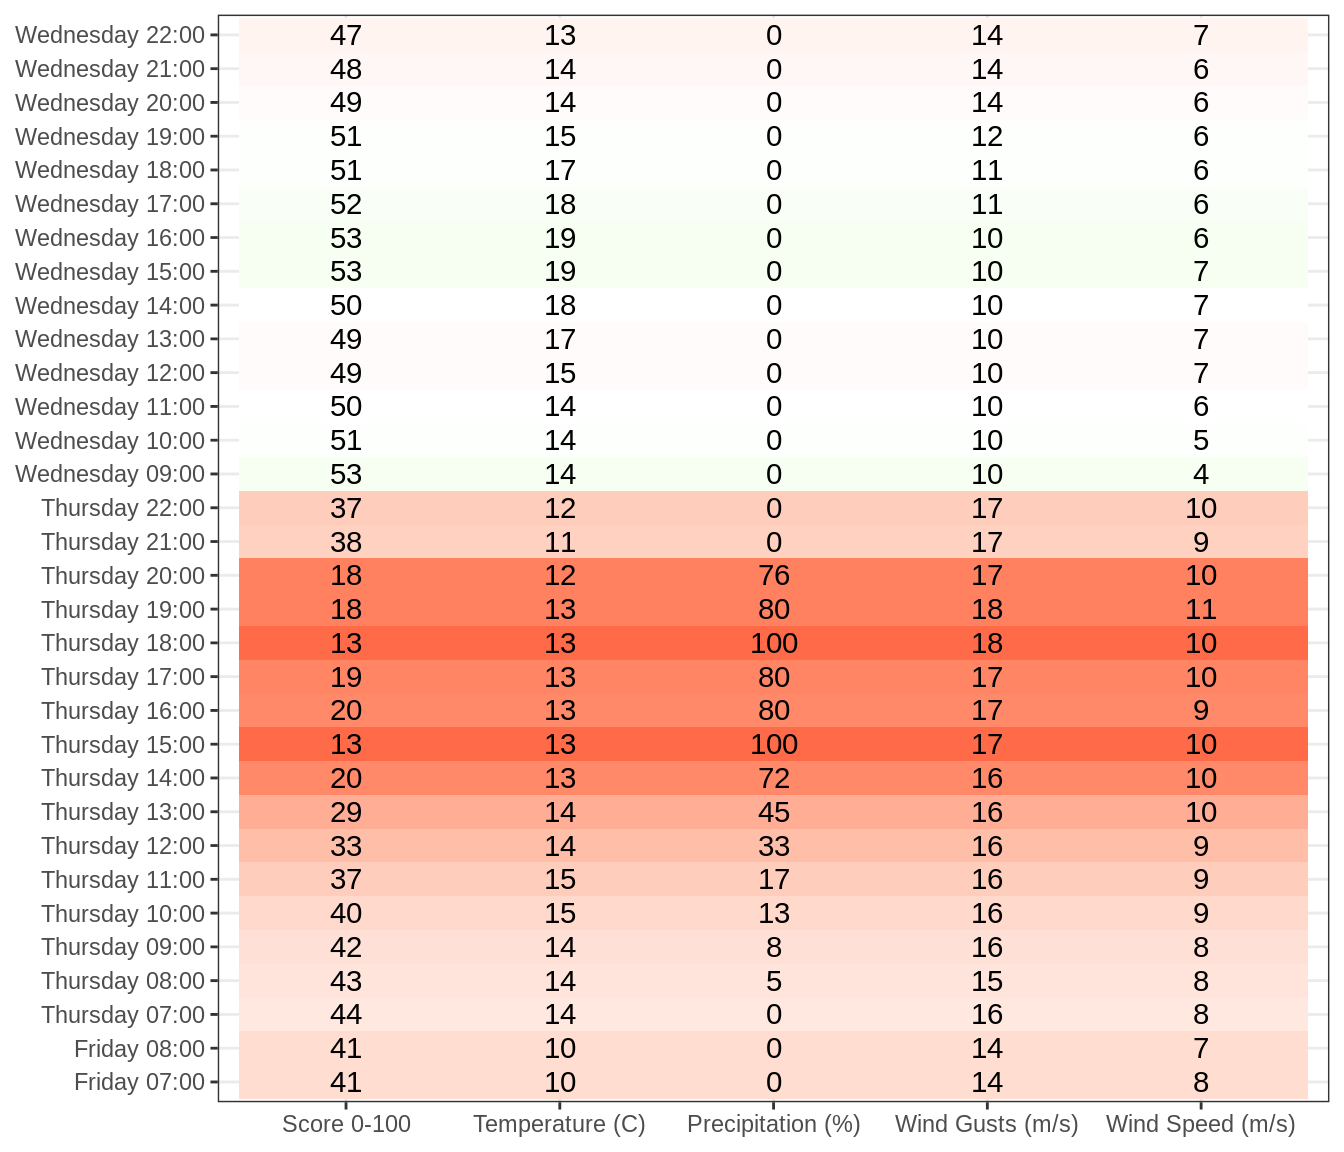 Wednesday 22:00 47 13 0 14 7
Wednesday 21:00 48 14 0 14 6
Wednesday 20:00 49 14 0 14 6
Wednesday 19:00 51 15 0 12 6
Wednesday 18:00 51 17 0 11 6
Wednesday 17:00 52 18 0 11 6
Wednesday 16:00 53 19 0 10 6
Wednesday 15:00 53 19 0 10 7
Wednesday 14:00 50 18 0 10 7
Wednesday 13:00 49 17 0 10 7
Wednesday 12:00 49 15 0 10 7
Wednesday 11:00 50 14 0 10 6
Wednesday 10:00 51 14 0 10 5
Wednesday 09:00 53 14 0 10 4
Thursday 22:00 37 12 0 17 10
Thursday 21:00 38 11 0 17 9
Thursday 20:00 18 12 76 17 10
Thursday 19:00 18 13 80 18 11
Thursday 18:00 13 13 100 18 10
Thursday 17:00 19 13 80 17 10
Thursday 16:00 20 13 80 17 9
Thursday 15:00 13 13 100 17 10
Thursday 14:00 20 13 72 16 10
Thursday 13:00 29 14 45 16 10
Thursday 12:00 33 14 33 16 9
Thursday 11:00 37 15 17 16 9
Thursday 10:00 40 15 13 16 9
Thursday 09:00 42 14 8 16 8
Thursday 08:00 43 14 5 15 8
Thursday 07:00 44 14 0 16 8
Friday 08:00 41 10 0 14 7
Friday 07:00 41 10 0 14 8
Score 0-100 Temperature (C) Precipitation (%) Wind Gusts (m/s) Wind Speed (m/s)